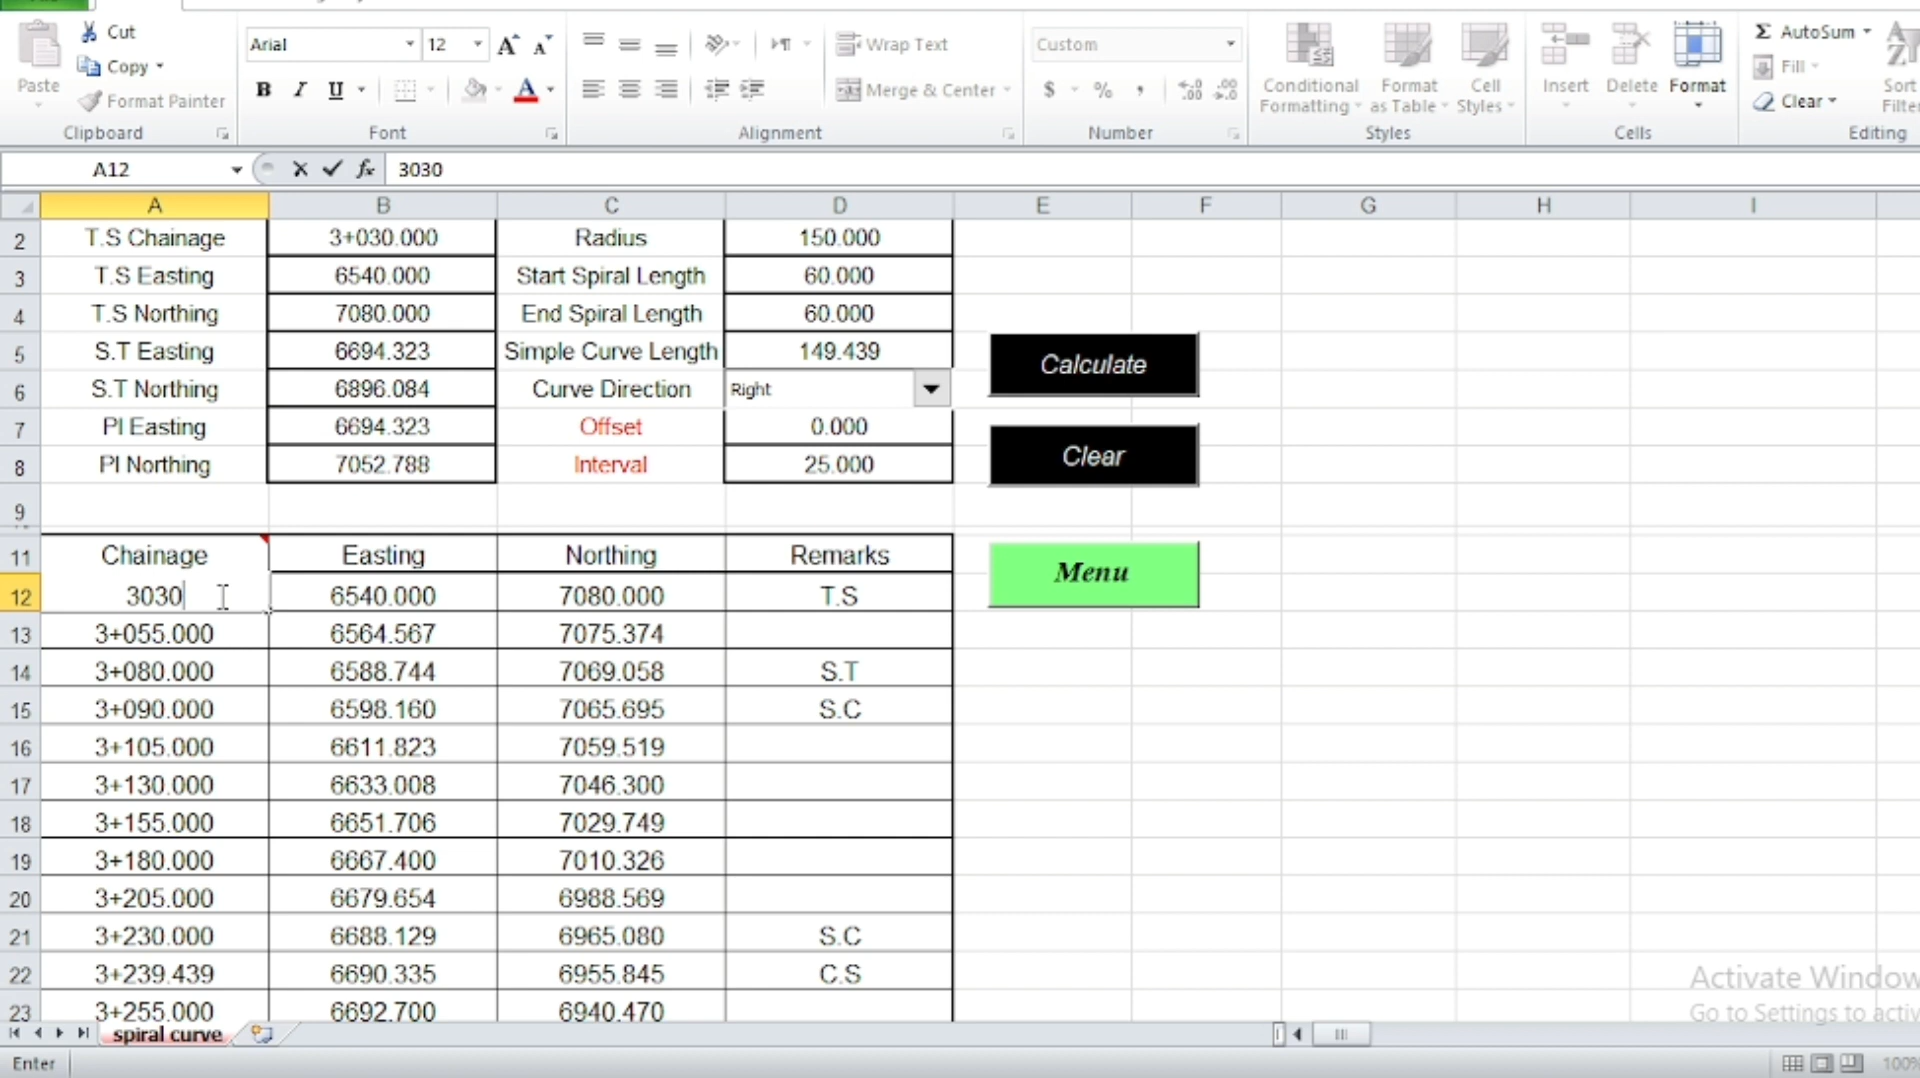 Paste
Cut
Copy
Format Painter
Clipboard
Arial
12
A A
B I U A
Font
Wrap Text
Merge & Center
Alignment
Custom
$ % ,
Number
Conditional Formatting
Format as Table
Cell Styles
Styles
Insert
Delete
Format
Cells
Σ AutoSum
Fill
Clear
Sort
Editing
A12
fx
3030
A B C D E F G H I
2 T.S Chainage 3+030.000 Radius 150.000
3 T.S Easting 6540.000 Start Spiral Length 60.000
4 T.S Northing 7080.000 End Spiral Length 60.000
5 S.T Easting 6694.323 Simple Curve Length 149.439
6 S.T Northing 6896.084 Curve Direction Right
7 PI Easting 6694.323 Offset 0.000
8 PI Northing 7052.788 Interval 25.000
9
Calculate
Clear
11 Chainage Easting Northing Remarks
12 3030 6540.000 7080.000 T.S
13 3+055.000 6564.567 7075.374
14 3+080.000 6588.744 7069.058 S.T
15 3+090.000 6598.160 7065.695 S.C
16 3+105.000 6611.823 7059.519
17 3+130.000 6633.008 7046.300
18 3+155.000 6651.706 7029.749
19 3+180.000 6667.400 7010.326
20 3+205.000 6679.654 6988.569
21 3+230.000 6688.129 6965.080 S.C
22 3+239.439 6690.335 6955.845 C.S
23 3+255.000 6692.700 6940.470
Menu
Activate Window
Go to Settings to activ
spiral curve
Enter
100%